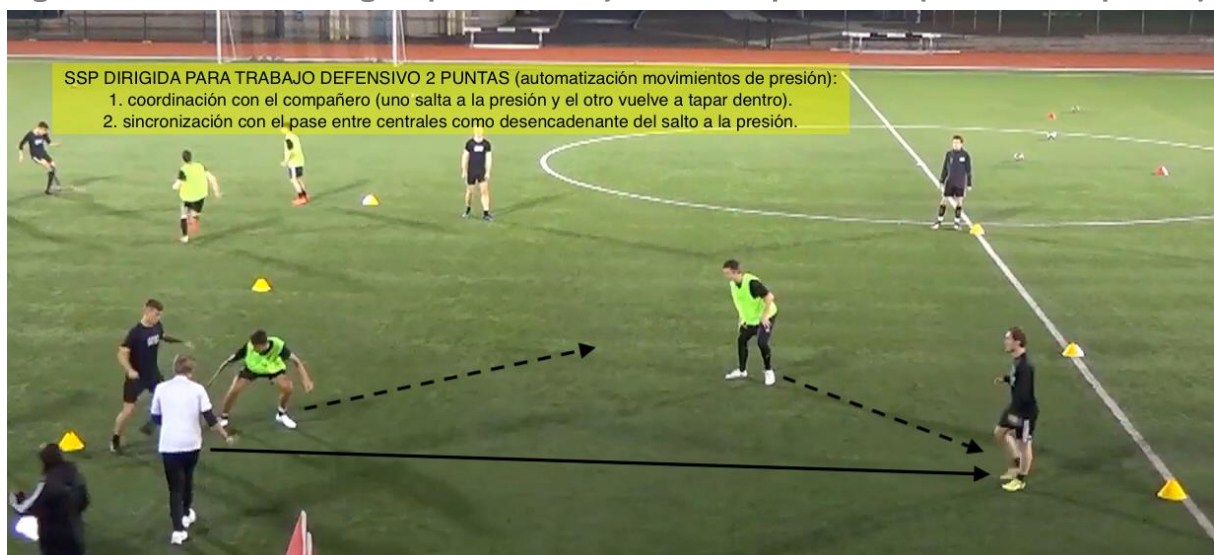 SSP DIRIGIDA PARA TRABAJO DEFENSIVO 2 PUNTAS (automatización movimientos de presión):
1. coordinación con el compañero (uno salta a la presión y el otro vuelve a tapar dentro).
2. sincronización con el pase entre centrales como desencadenante del salto a la presión.